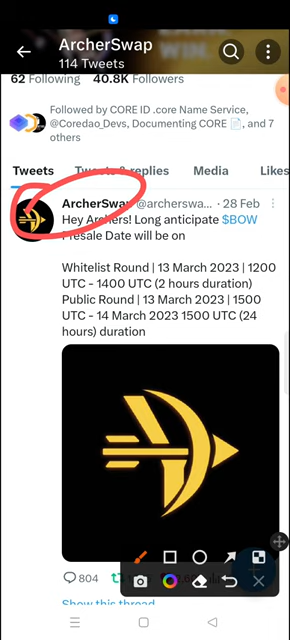 WIN.
ArcherSwap
114 Tweets
62 Following 40.8K Followers
Followed by CORE ID .core Name Service,
@Coredao_Devs, Documenting CORE 📄, and 7
others
Tweets Tweets & replies Media Likes
ArcherSwap @archerswa... · 28 Feb
Hey Archers! Long anticipate $BOW
Presale Date will be on
Whitelist Round | 13 March 2023 | 1200
UTC - 1400 UTC (2 hours duration)
Public Round | 13 March 2023 | 1500
UTC - 14 March 2023 1500 UTC (24
hours) duration
804
Show this thread